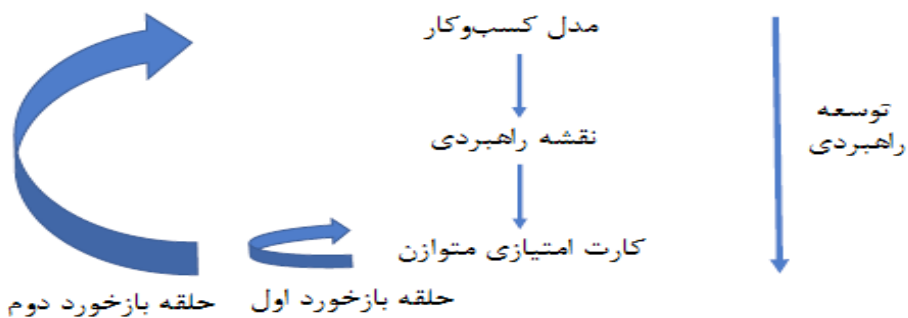 مدل کسب‌وکار
توسعه
راهبردی
نقشه راهبردی
کارت امتیازی متوازن
حلقه بازخورد اول
حلقه بازخورد دوم